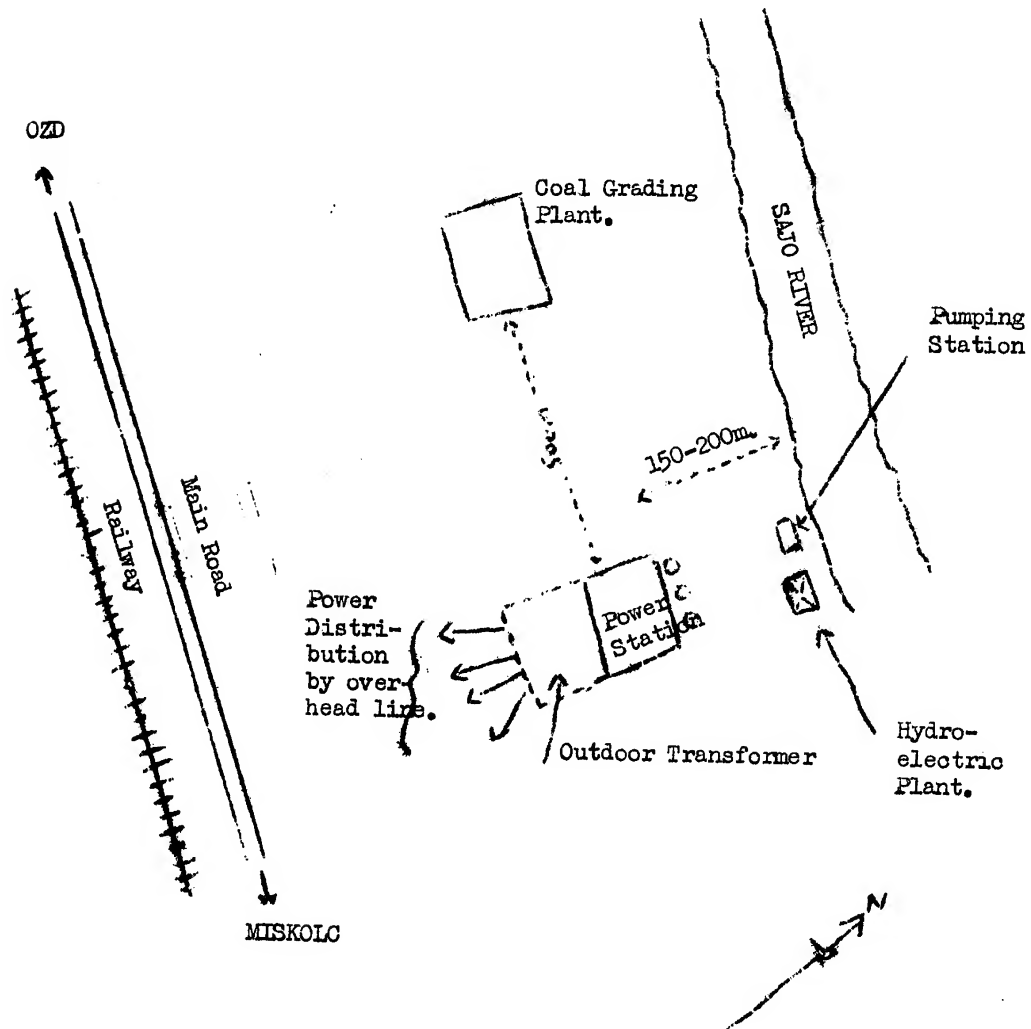 OZD
Coal Grading
Plant.
SAJO RIVER
Pumping
Station
150-200m.
Railway
Main Road
Power
Distri-
bution
by over-
head line.
Power
Station
Outdoor Transformer
Hydro-
electric
Plant.
MISKOLC
N